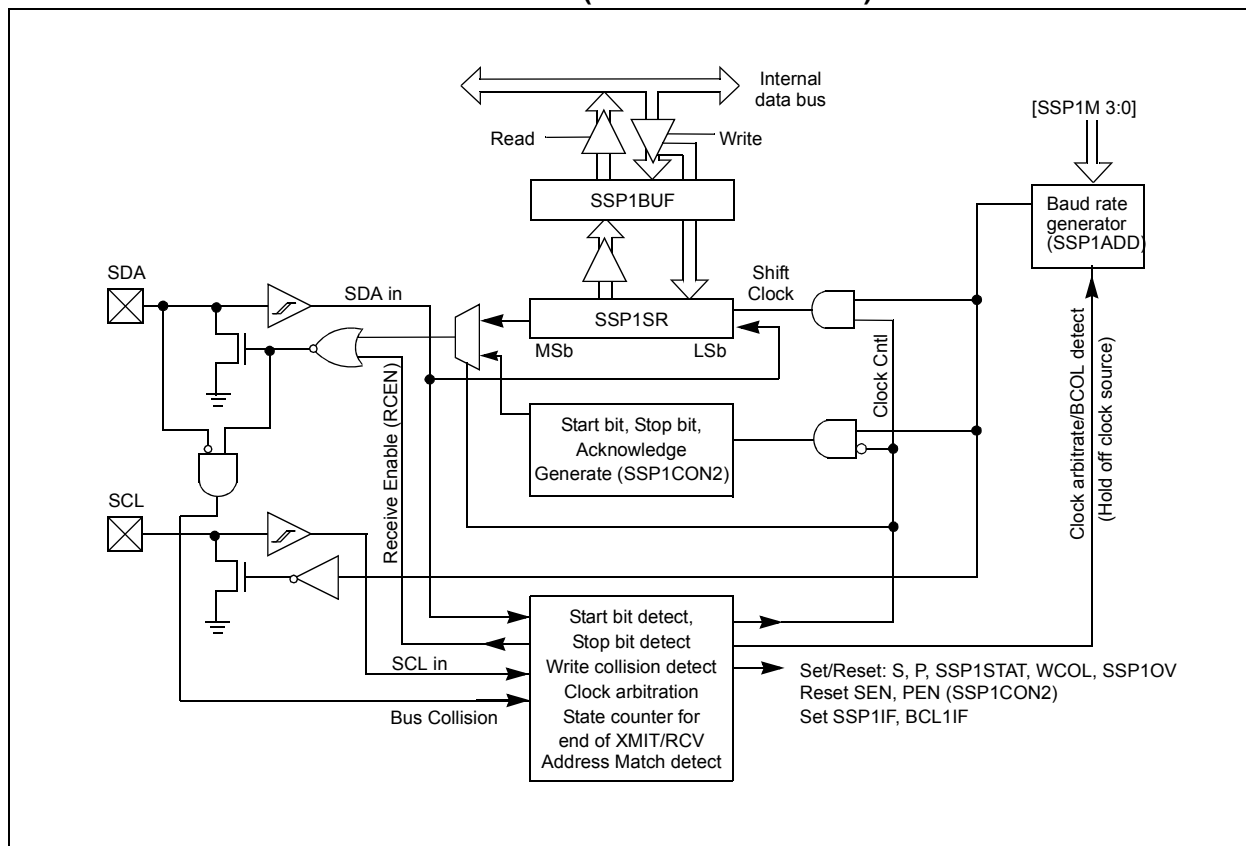 Internal
data bus
[SSP1M 3:0]
Read
Write
SSP1BUF
Baud rate
generator
(SSP1ADD)
SDA
Shift
Clock
SDA in
SSP1SR
MSb
LSb
Receive Enable (RCEN)
Start bit, Stop bit,
Acknowledge
Generate (SSP1CON2)
Clock Cntl
Clock arbitrate/BCOL detect
(Hold off clock source)
SCL
SCL in
Bus Collision
Start bit detect,
Stop bit detect
Write collision detect
Clock arbitration
State counter for
end of XMIT/RCV
Address Match detect
Set/Reset: S, P, SSP1STAT, WCOL, SSP1OV
Reset SEN, PEN (SSP1CON2)
Set SSP1IF, BCL1IF